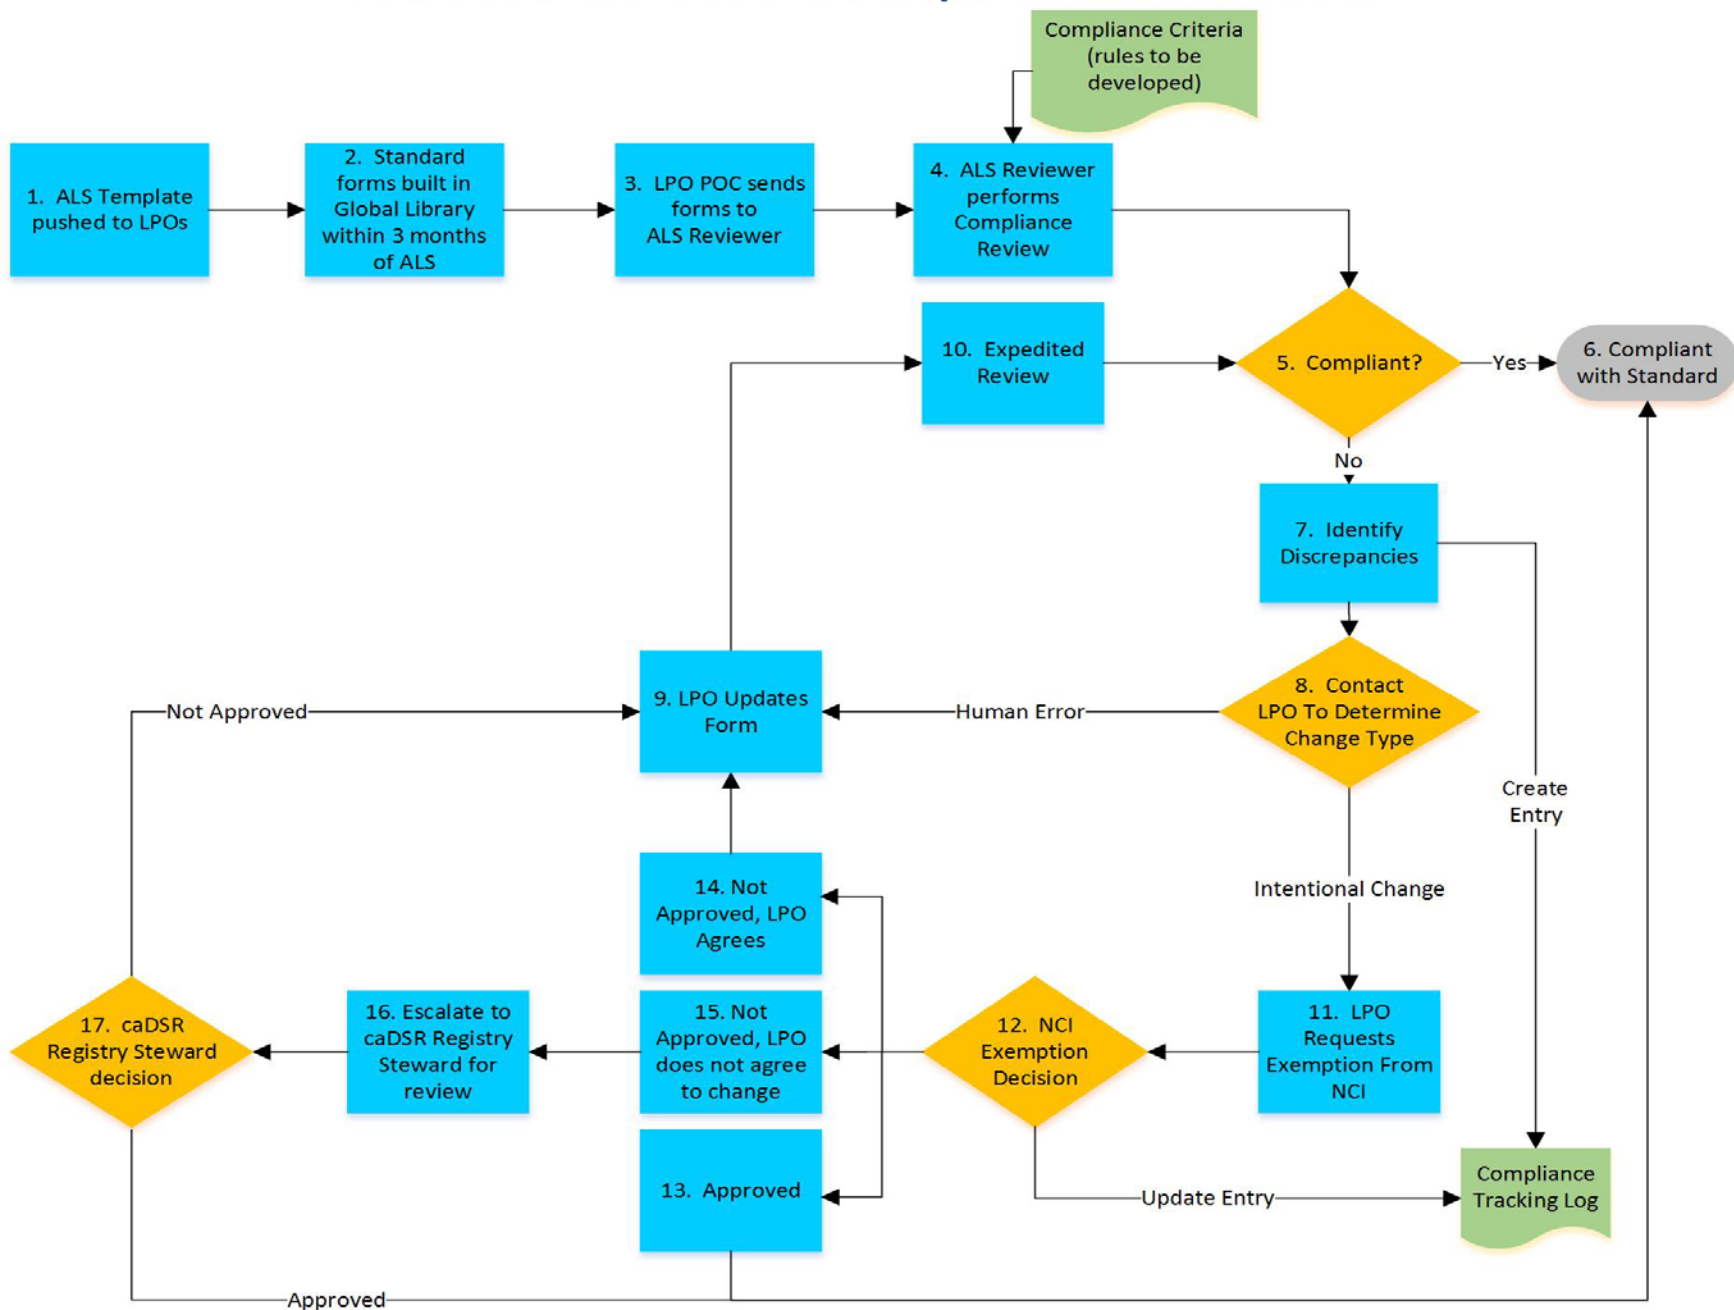 Compliance Criteria
(rules to be
developed)
1. ALS Template
pushed to LPOs
2. Standard
forms built in
Global Library
within 3 months
of ALS
3. LPO POC sends
forms to
ALS Reviewer
4. ALS Reviewer
performs
Compliance
Review
10. Expedited
Review
5. Compliant?
Yes
6. Compliant
with Standard
No
7. Identify
Discrepancies
8. Contact
LPO To Determine
Change Type
Human Error
9. LPO Updates
Form
Not Approved
Create
Entry
Intentional Change
14. Not
Approved, LPO
Agrees
17. caDSR
Registry Steward
decision
16. Escalate to
caDSR Registry
Steward for
review
15. Not
Approved, LPO
does not agree
to change
12. NCI
Exemption
Decision
11. LPO
Requests
Exemption From
NCI
13. Approved
Update Entry
Compliance
Tracking Log
Approved